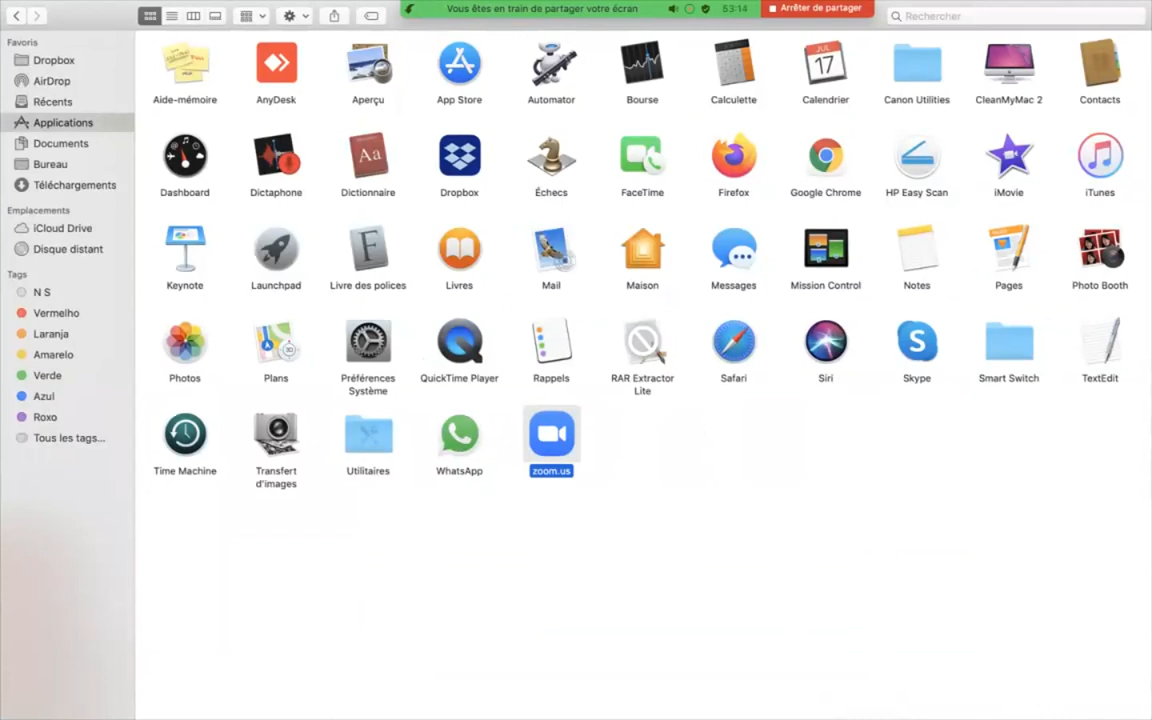 Vous êtes en train de partager votre écran
53:14
Arrêter de partager
Rechercher
Favoris
Dropbox
AirDrop
Récents
Applications
Documents
Bureau
Téléchargements
Emplacements
iCloud Drive
Disque distant
Tags
N S
Vermelho
Laranja
Amarelo
Verde
Azul
Roxo
Tous les tags...
Aide-mémoire
AnyDesk
Aperçu
App Store
Automator
Bourse
Calculette
JUL
17
Calendrier
Canon Utilities
CleanMyMac 2
Contacts
Dashboard
Dictaphone
Aa
Dictionnaire
Dropbox
Échecs
FaceTime
Firefox
Google Chrome
HP Easy Scan
iMovie
iTunes
Keynote
Launchpad
F
Livre des polices
Livres
Mail
Maison
Messages
Mission Control
Notes
Pages
Photo Booth
Photos
3D
Plans
Préférences
Système
QuickTime Player
Rappels
RAR Extractor
Lite
Safari
Siri
S
Skype
Smart Switch
TextEdit
Time Machine
Transfert
d'images
Utilitaires
WhatsApp
zoom.us